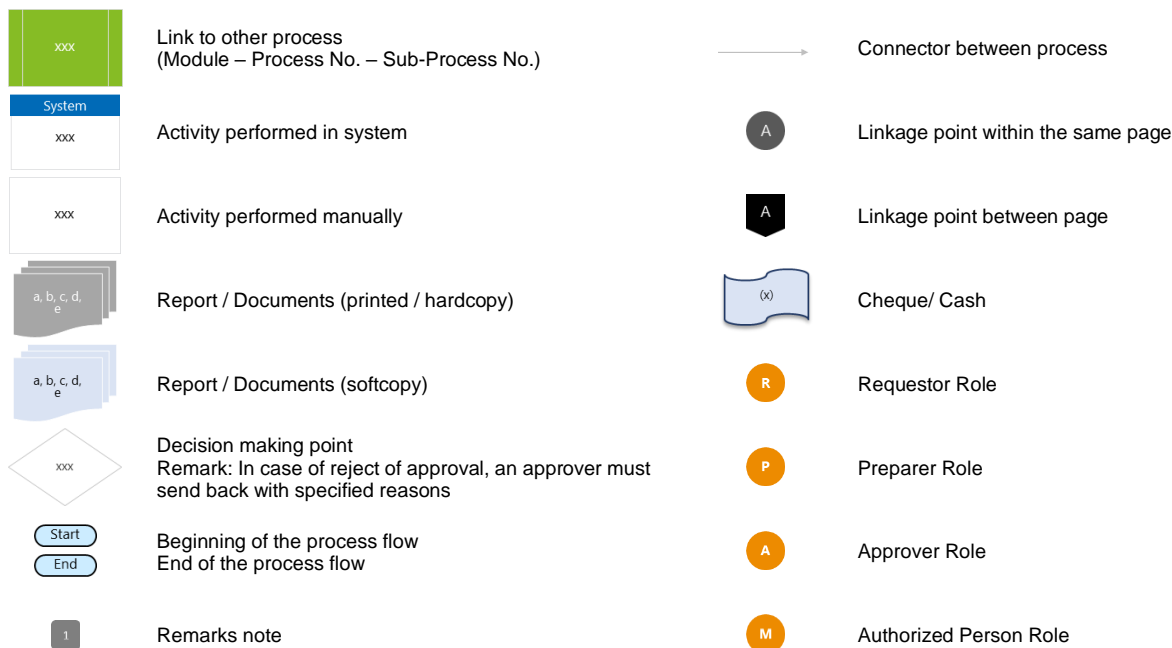 xxx
Link to other process
(Module – Process No. – Sub-Process No.)
Connector between process
System
xxx
Activity performed in system
A
Linkage point within the same page
xxx
Activity performed manually
A
Linkage point between page
a, b, c, d,
e
Report / Documents (printed / hardcopy)
(x)
Cheque/ Cash
a, b, c, d,
e
Report / Documents (softcopy)
R
Requestor Role
xxx
Decision making point
Remark: In case of reject of approval, an approver must
send back with specified reasons
P
Preparer Role
Start
End
Beginning of the process flow
End of the process flow
A
Approver Role
1
Remarks note
M
Authorized Person Role